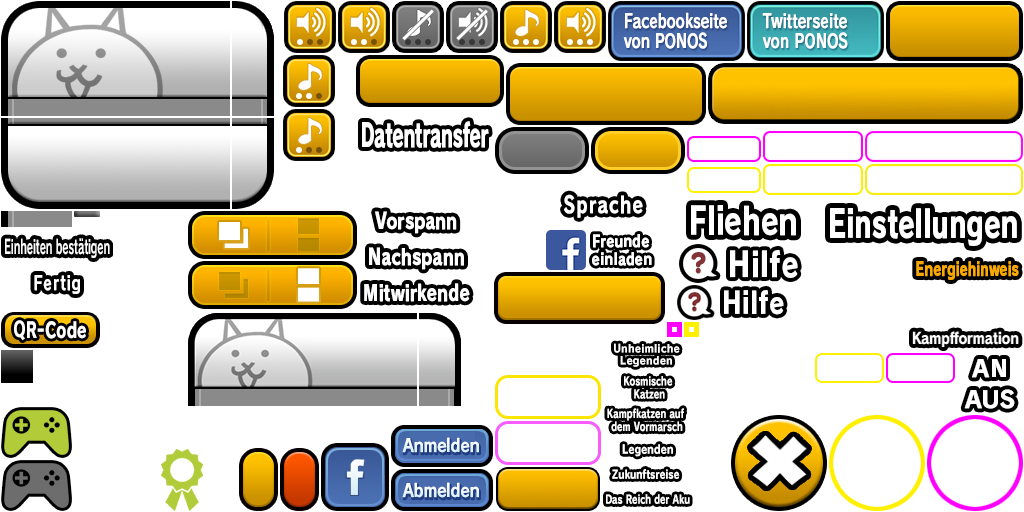 Facebookseite
von PONOS
Twitterseite
von PONOS
Datentransfer
Sprache
Fliehen
Einstellungen
Vorspann
Freunde
einladen
Einheiten bestätigen
Nachspann
Hilfe
Energiehinweis
Fertig
Mitwirkende
Hilfe
QR-Code
Kampfformation
Unheimliche
Legenden
AN
Kosmische
Katzen
AUS
Kampfkatzen auf
dem Vormarsch
Anmelden
Legenden
Zukunftsreise
Abmelden
Das Reich der Aku